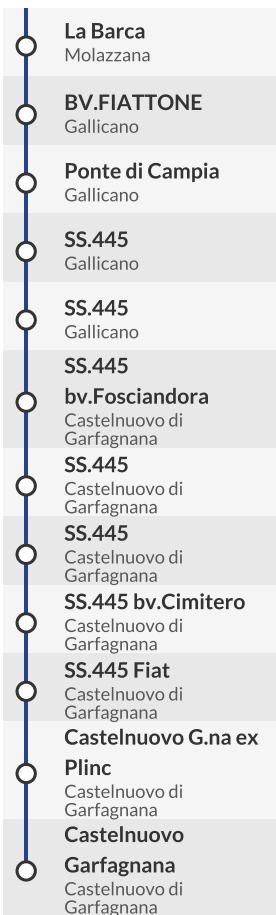 La Barca
Molazzana
BV.FIATTONE
Gallicano
Ponte di Campia
Gallicano
SS.445
Gallicano
SS.445
Gallicano
SS.445
bv.Fosciandora
Castelnuovo di
Garfagnana
SS.445
Castelnuovo di
Garfagnana
SS.445
Castelnuovo di
Garfagnana
SS.445 bv.Cimitero
Castelnuovo di
Garfagnana
SS.445 Fiat
Castelnuovo di
Garfagnana
Castelnuovo G.na ex
Plinc
Castelnuovo di
Garfagnana
Castelnuovo
Garfagnana
Castelnuovo di
Garfagnana